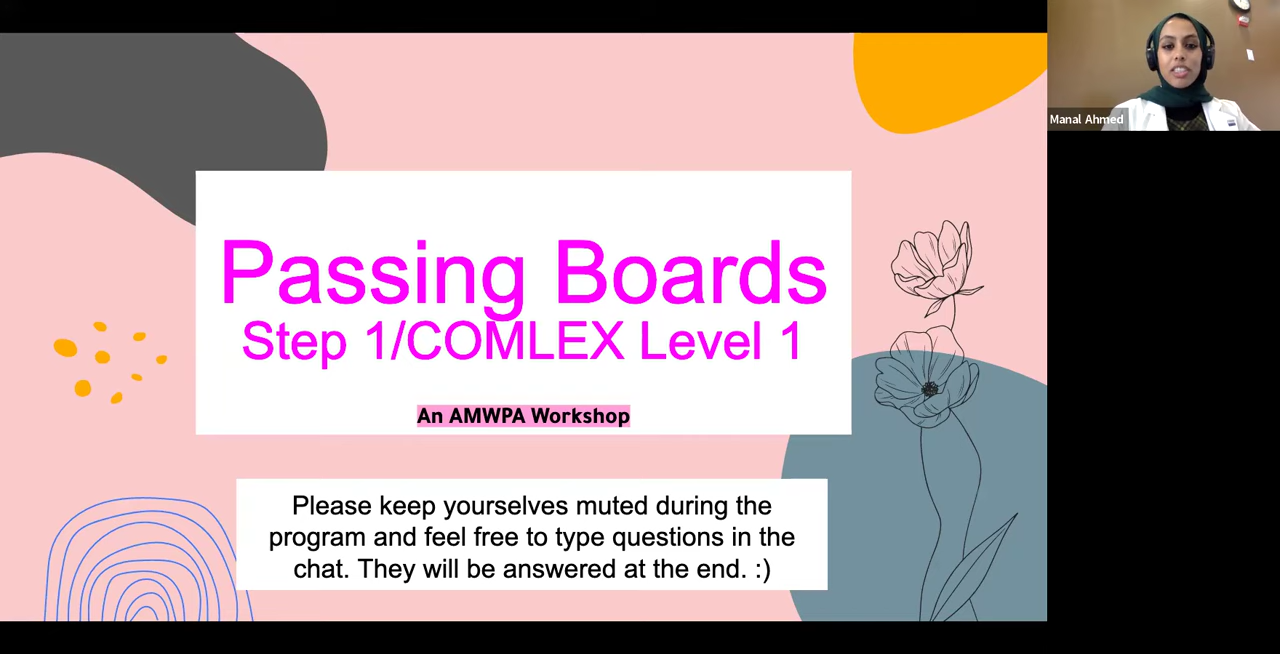 Passing Boards
Step 1/COMLEX Level 1
An AMWPA Workshop
Please keep yourselves muted during the
program and feel free to type questions in the
chat. They will be answered at the end. :)
Manal Ahmed